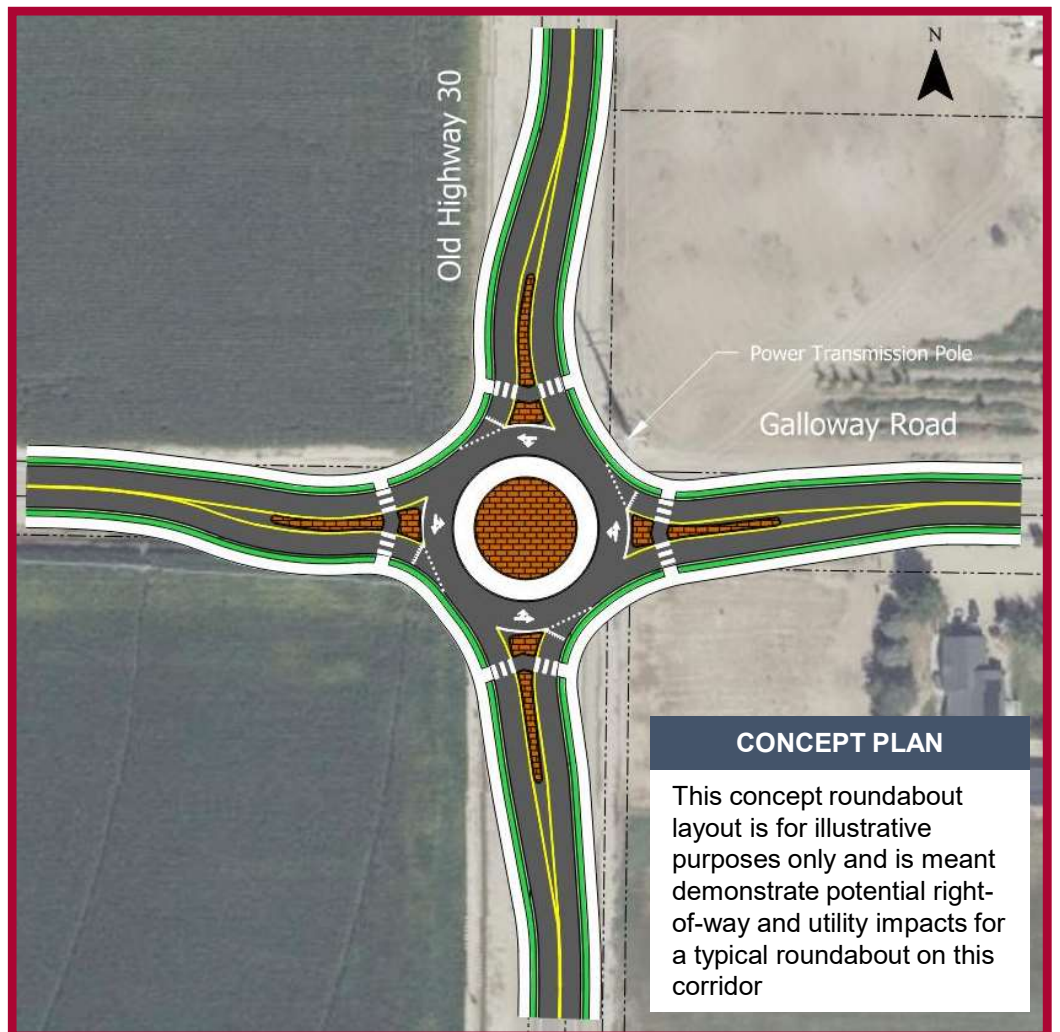 N
Old Highway 30
Power Transmission Pole
Galloway Road
CONCEPT PLAN
This concept roundabout
layout is for illustrative
purposes only and is meant
demonstrate potential right-
of-way and utility impacts for
a typical roundabout on this
corridor